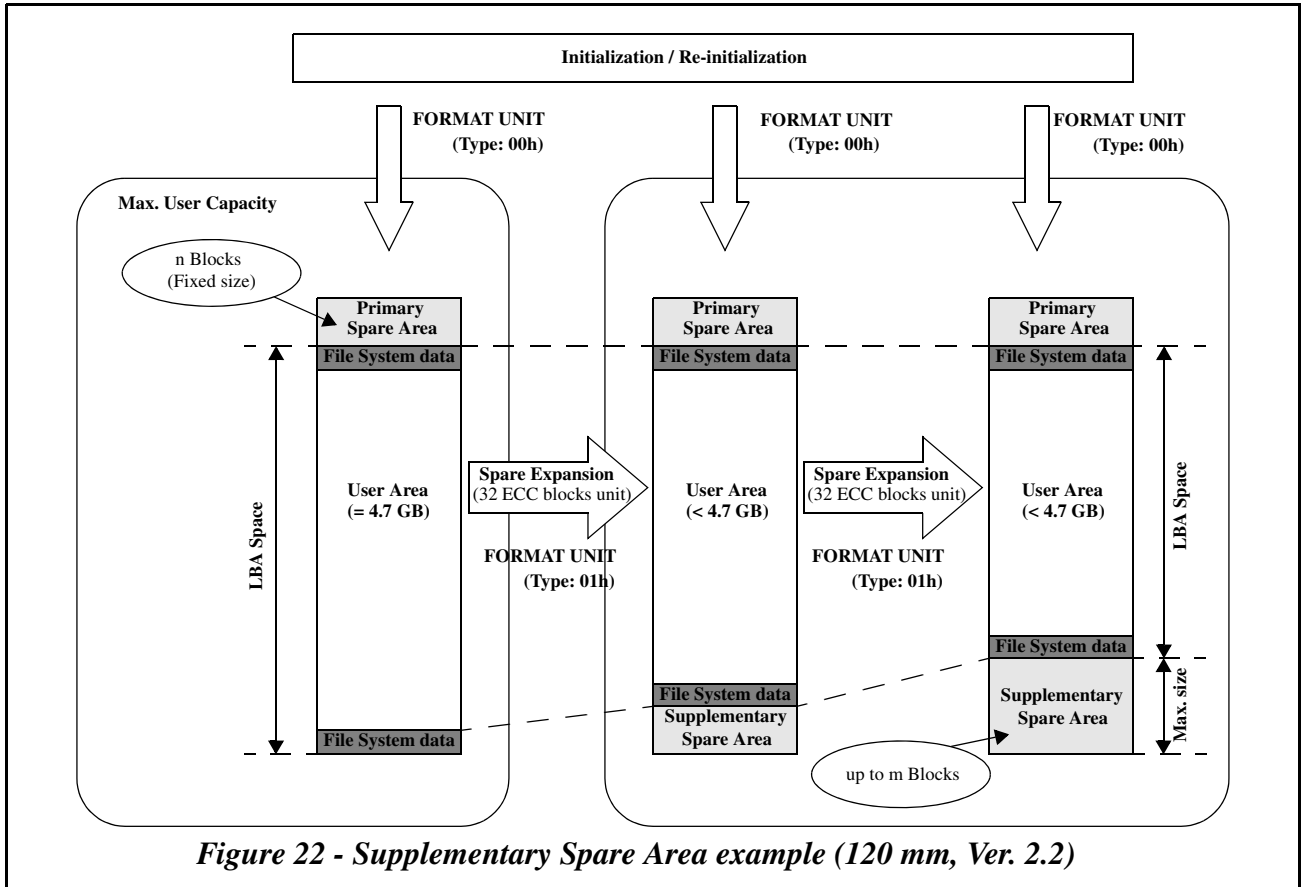 Initialization / Re-initialization
FORMAT UNIT
(Type: 00h)
FORMAT UNIT
(Type: 00h)
FORMAT UNIT
(Type: 00h)
Max. User Capacity
n Blocks
(Fixed size)
Primary
Spare Area
File System data
User Area
(= 4.7 GB)
File System data
LBA Space
Spare Expansion
(32 ECC blocks unit)
FORMAT UNIT
(Type: 01h)
Primary
Spare Area
File System data
User Area
(< 4.7 GB)
File System data
Supplementary
Spare Area
Spare Expansion
(32 ECC blocks unit)
FORMAT UNIT
(Type: 01h)
Primary
Spare Area
File System data
User Area
(< 4.7 GB)
File System data
Supplementary
Spare Area
LBA Space
Max. size
up to m Blocks
Figure 22 - Supplementary Spare Area example (120 mm, Ver. 2.2)